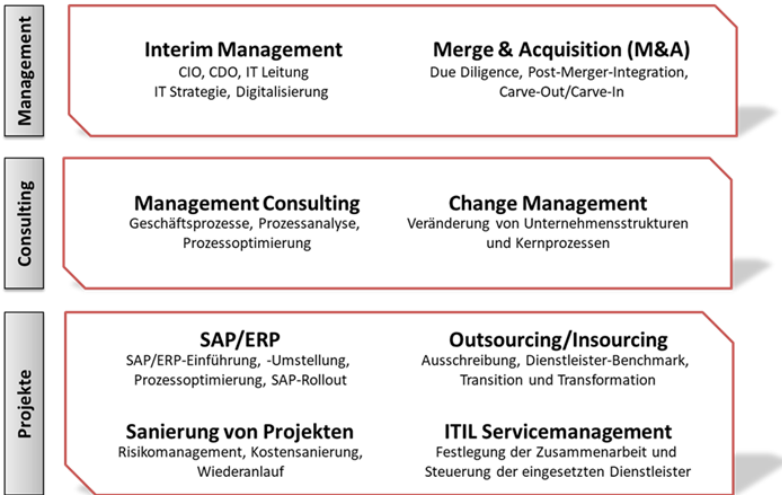 Management
Interim Management
CIO, CDO, IT Leitung
IT Strategie, Digitalisierung
Merge & Acquisition (M&A)
Due Diligence, Post-Merger-Integration,
Carve-Out/Carve-In
Consulting
Management Consulting
Geschäftsprozesse, Prozessanalyse,
Prozessoptimierung
Change Management
Veränderung von Unternehmensstrukturen
und Kernprozessen
Projekte
SAP/ERP
SAP/ERP-Einführung, -Umstellung,
Prozessoptimierung, SAP-Rollout
Outsourcing/Insourcing
Ausschreibung, Dienstleister-Benchmark,
Transition und Transformation
Sanierung von Projekten
Risikomanagement, Kostensanierung,
Wiederanlauf
ITIL Servicemanagement
Festlegung der Zusammenarbeit und
Steuerung der eingesetzten Dienstleister